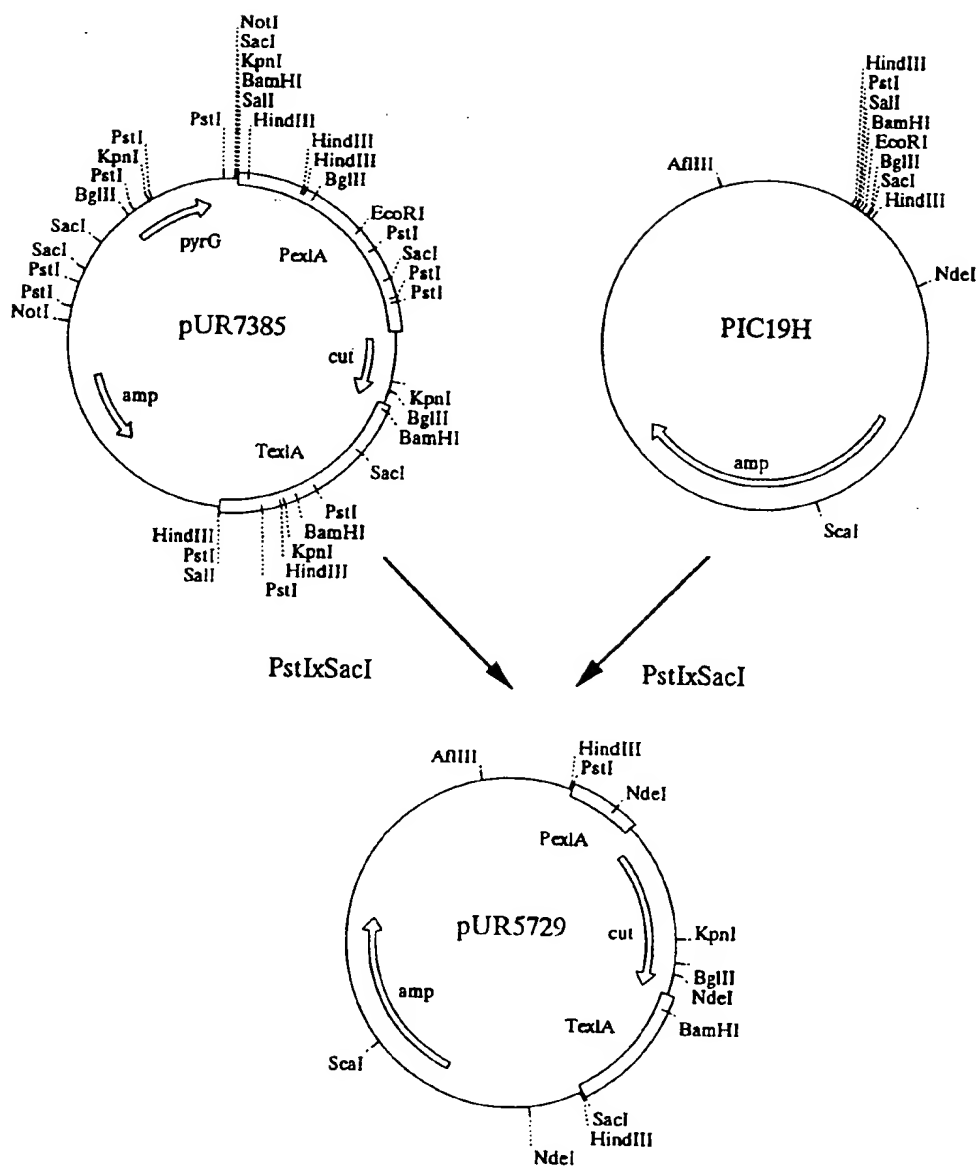 NotI
SacI
KpnI
BamHI
SalI
PstI
HindIII
HindIII
HindIII
BglII
EcoRI
PstI
SacI
PstI
PstI
PstI
KpnI
PstI
BglII
SacI
SacI
PstI
PstI
NotI
pyrG
PexlA
pUR7385
cut
amp
TexlA
KpnI
BglII
BamHI
SacI
PstI
BamHI
KpnI
HindIII
PstI
HindIII
PstI
SalI
HindIII
PstI
SalI
BamHI
EcoRI
BglII
SacI
HindIII
AflIII
NdeI
PIC19H
amp
ScaI
PstIxSacI
PstIxSacI
AflIII
HindIII
PstI
NdeI
PexlA
pUR5729
cut
KpnI
BglII
NdeI
BamHI
amp
TexlA
ScaI
SacI
HindIII
NdeI